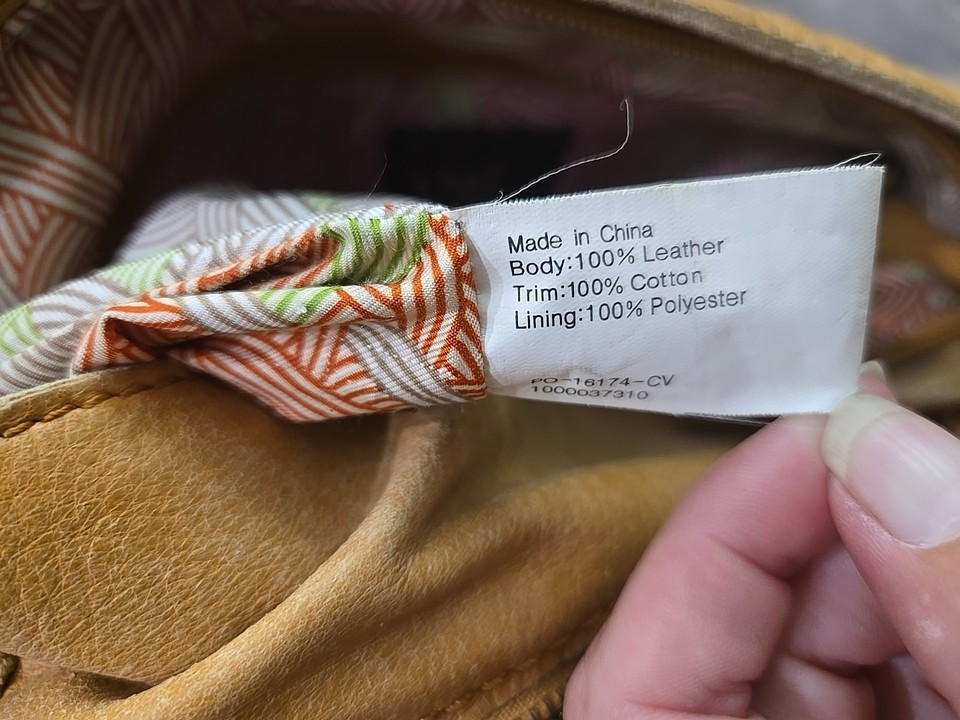 Made in China
Body:100% Leather
Trim:100% Cotton
Lining:100% Polyester
PO-16174-CV
1000037310